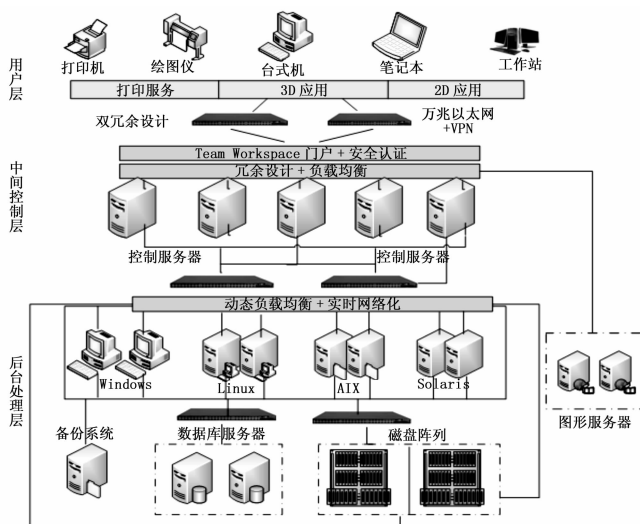 打印机 绘图仪 台式机 笔记本 工作站
用户层
打印服务 3D 应用 2D 应用
双冗余设计
万兆以太网
+VPN
Team Workspace 门户 + 安全认证
冗余设计 + 负载均衡
中间控制层
控制服务器 控制服务器
动态负载均衡 + 实时网络化
后台处理层
Windows Linux AIX Solaris
备份系统 数据库服务器 磁盘阵列
图形服务器